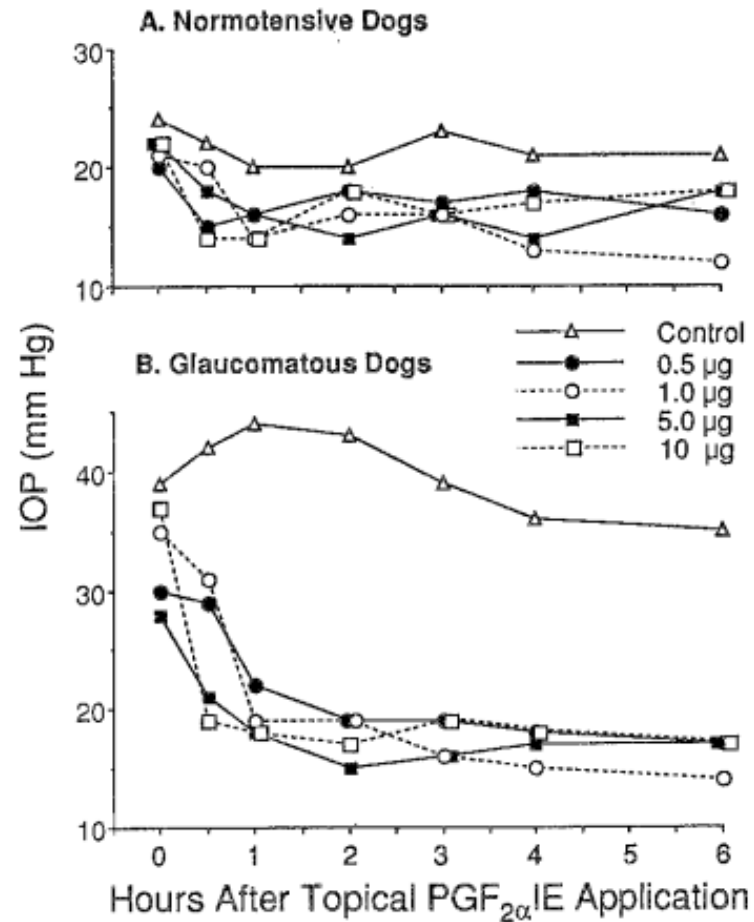 A. Normotensive Dogs
30
20
10
Control
0.5 µg
1.0 µg
5.0 µg
10 µg
B. Glaucomatous Dogs
IOP (mm Hg)
40
30
20
10
0 1 2 3 4 5 6
Hours After Topical PGF₂αIE Application